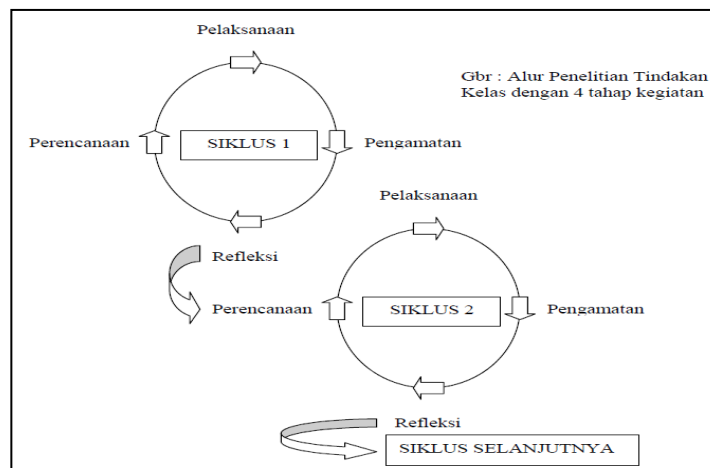 Pelaksanaan
Gbr : Alur Penelitian Tindakan
Kelas dengan 4 tahap kegiatan
Perencanaan
SIKLUS 1
Pengamatan
Pelaksanaan
Refleksi
Perencanaan
SIKLUS 2
Pengamatan
Refleksi
SIKLUS SELANJUTNYA